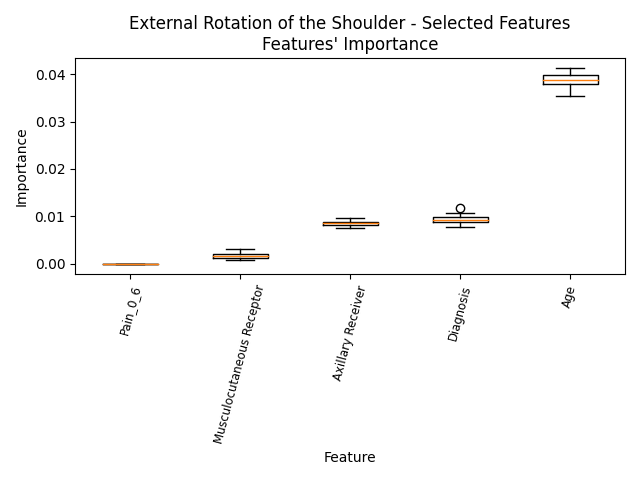 External Rotation of the Shoulder - Selected Features
Features' Importance
0.04
0.03
0.02
0.01
0.00
Importance
Pain_0_6
Musculocutaneous Receptor
Axillary Receiver
Diagnosis
Age
Feature